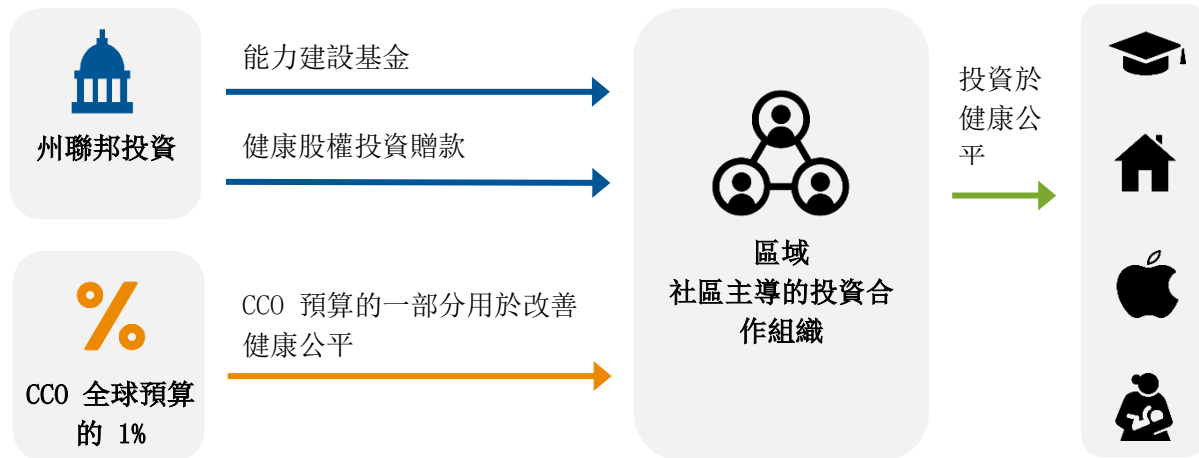 州聯邦投資
能力建設基金
健康股權投資贈款
CCO 全球預算
的 1%
CCO 預算的一部分用於改善
健康公平
區域
社區主導的投資合
作組織
投資於
健康公
平